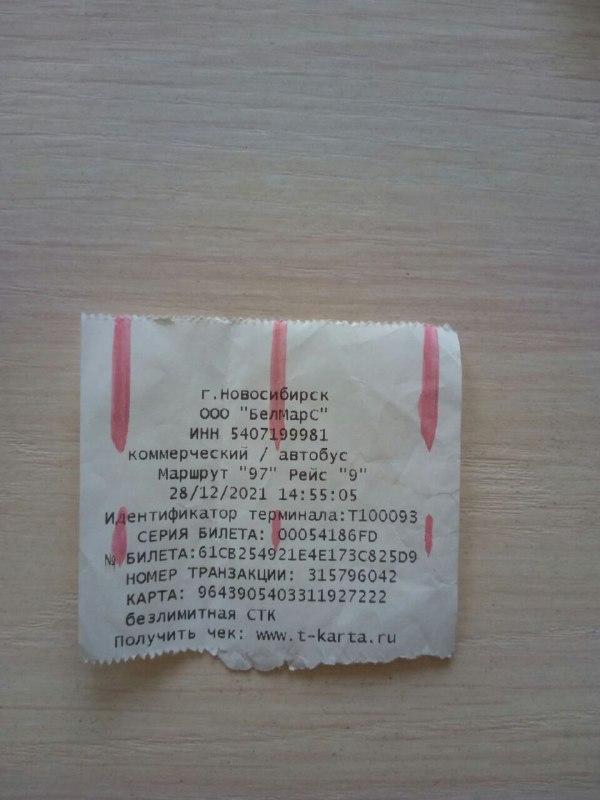 г.Новосибирск
ООО "БелМарС"
ИНН 5407199981
коммерческий / автобус
Маршрут "97" Рейс "9"
28/12/2021 14:55:05
Идентификатор терминала:Т100093
СЕРИЯ БИЛЕТА: 00054186FD
№ БИЛЕТА:61CB254921E4E173C825D9
НОМЕР ТРАНЗАКЦИИ: 315796042
КАРТА: 9643905403311927222
безлимитная СТК
Получить чек: www.t-karta.ru